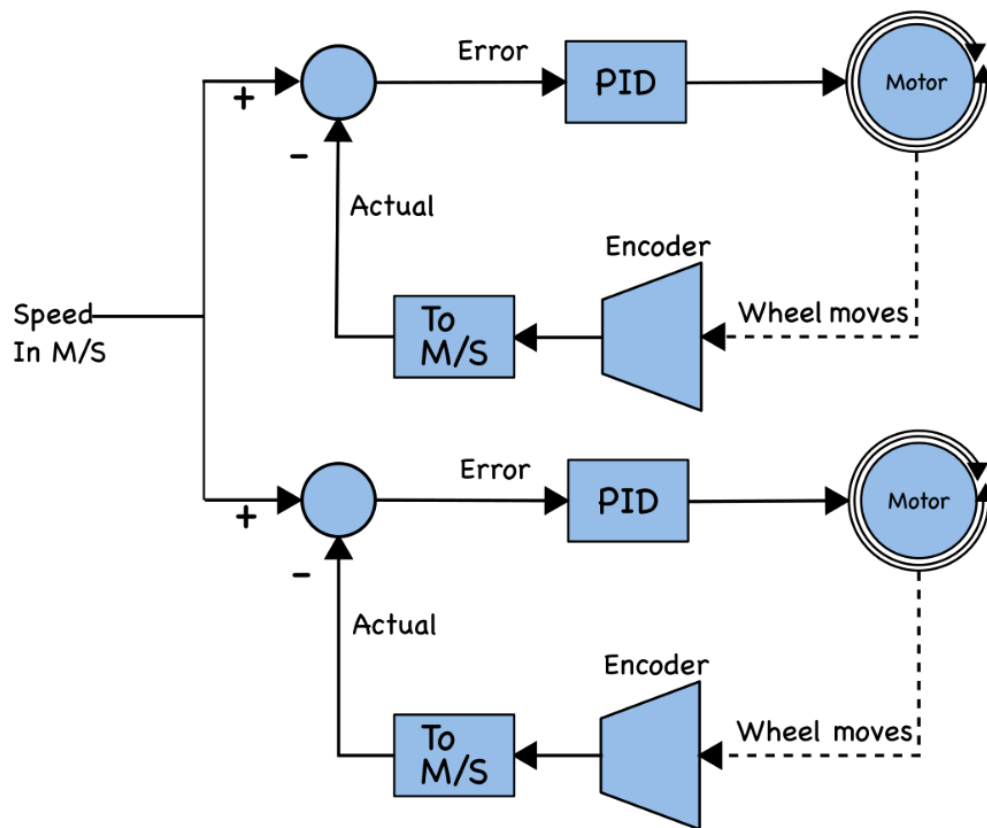 Error
PID
Motor
+
-
Actual
Encoder
Wheel moves
To
M/S
Speed
In M/S
Error
PID
Motor
+
-
Actual
Encoder
Wheel moves
To
M/S